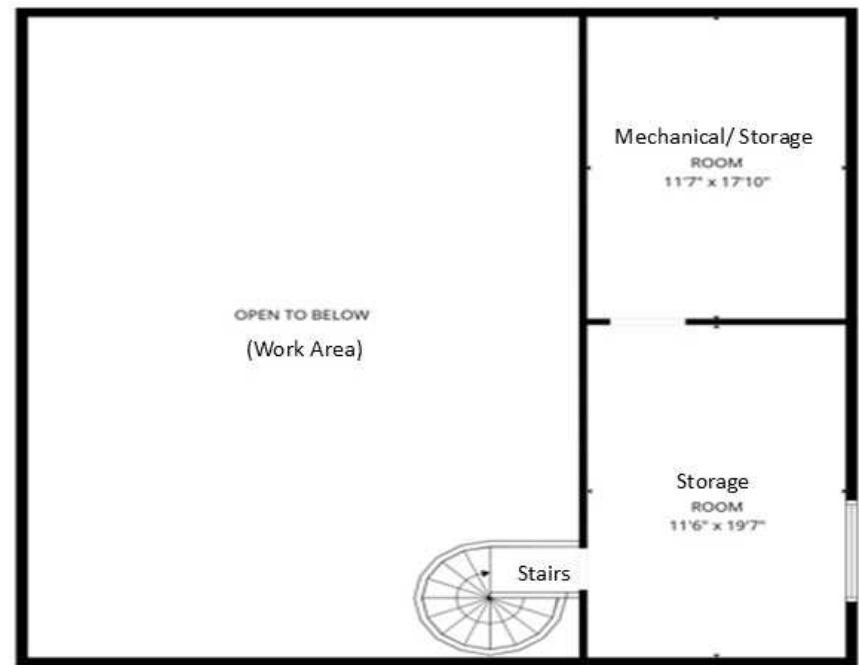 Mechanical/ Storage
ROOM
11'7" x 17'10"
OPEN TO BELOW
(Work Area)
Storage
ROOM
11'6" x 19'7"
Stairs